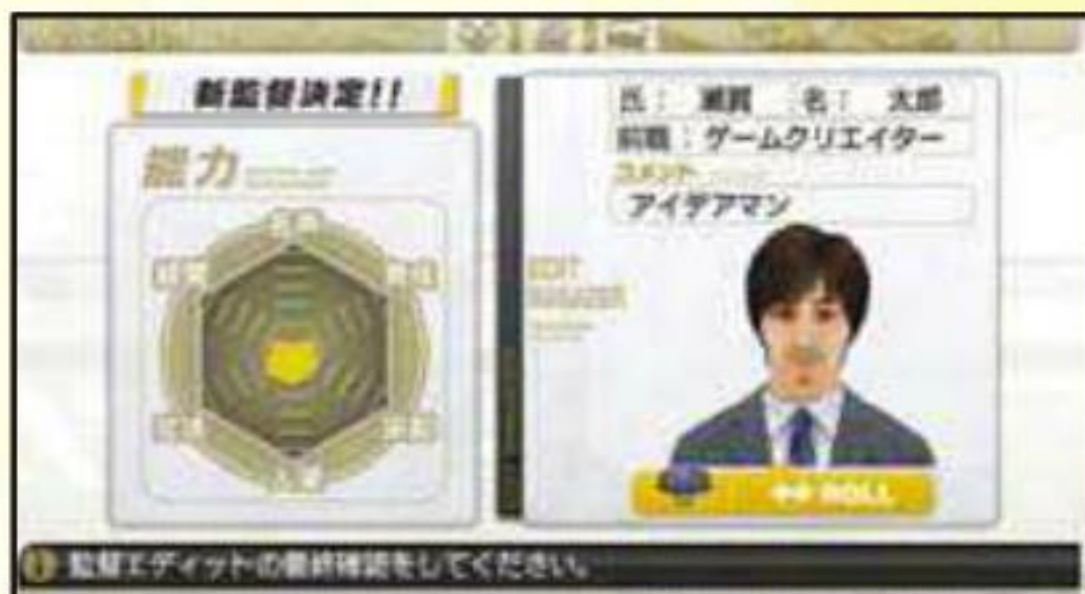 新監督決定!!
能力
氏： 瀬賀 名： 太郎
前職：ゲームクリエイター
コメント
アイデアマン
EDIT
ROLL
監督エディットの最終確認をしてください。